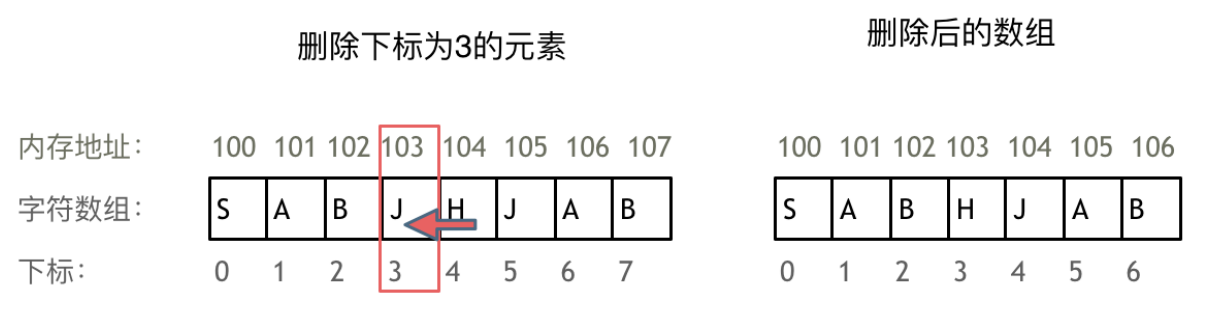 删除下标为3的元素 删除后的数组
内存地址: 100 101 102 103 104 105 106 107 100 101 102 103 104 105 106
字符数组: S A B J H J A B S A B H J A B
下标: 0 1 2 3 4 5 6 7 0 1 2 3 4 5 6